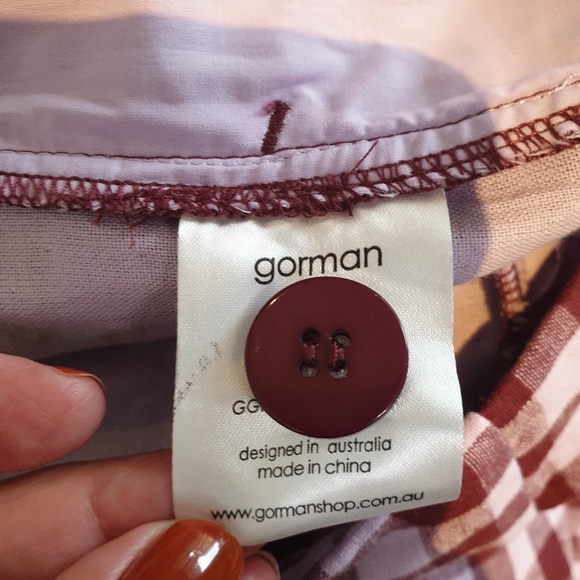 gorman
designed in australia
made in china
www.gormanshop.com.au